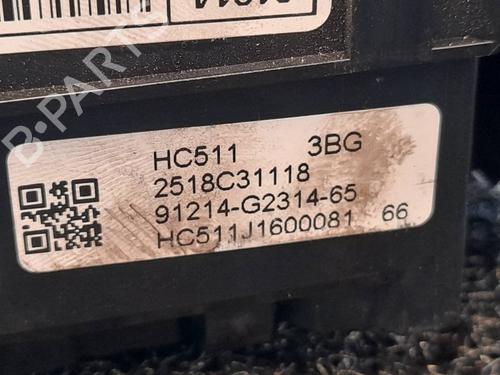 B-PARTS
HC511 3BG
2518C31118
91214-G2314-65
HC511J1600081 66